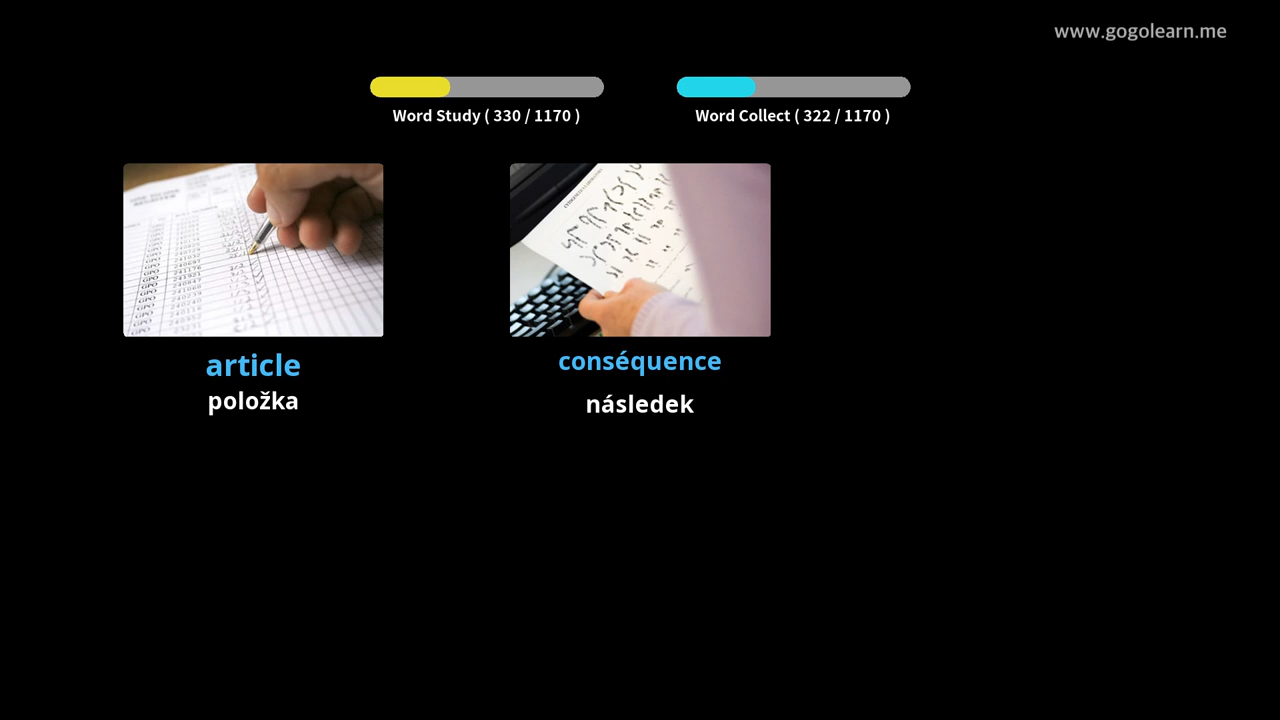 www.gogolearn.me
Word Study ( 330 / 1170 )
Word Collect ( 322 / 1170 )
article
položka
conséquence
následek